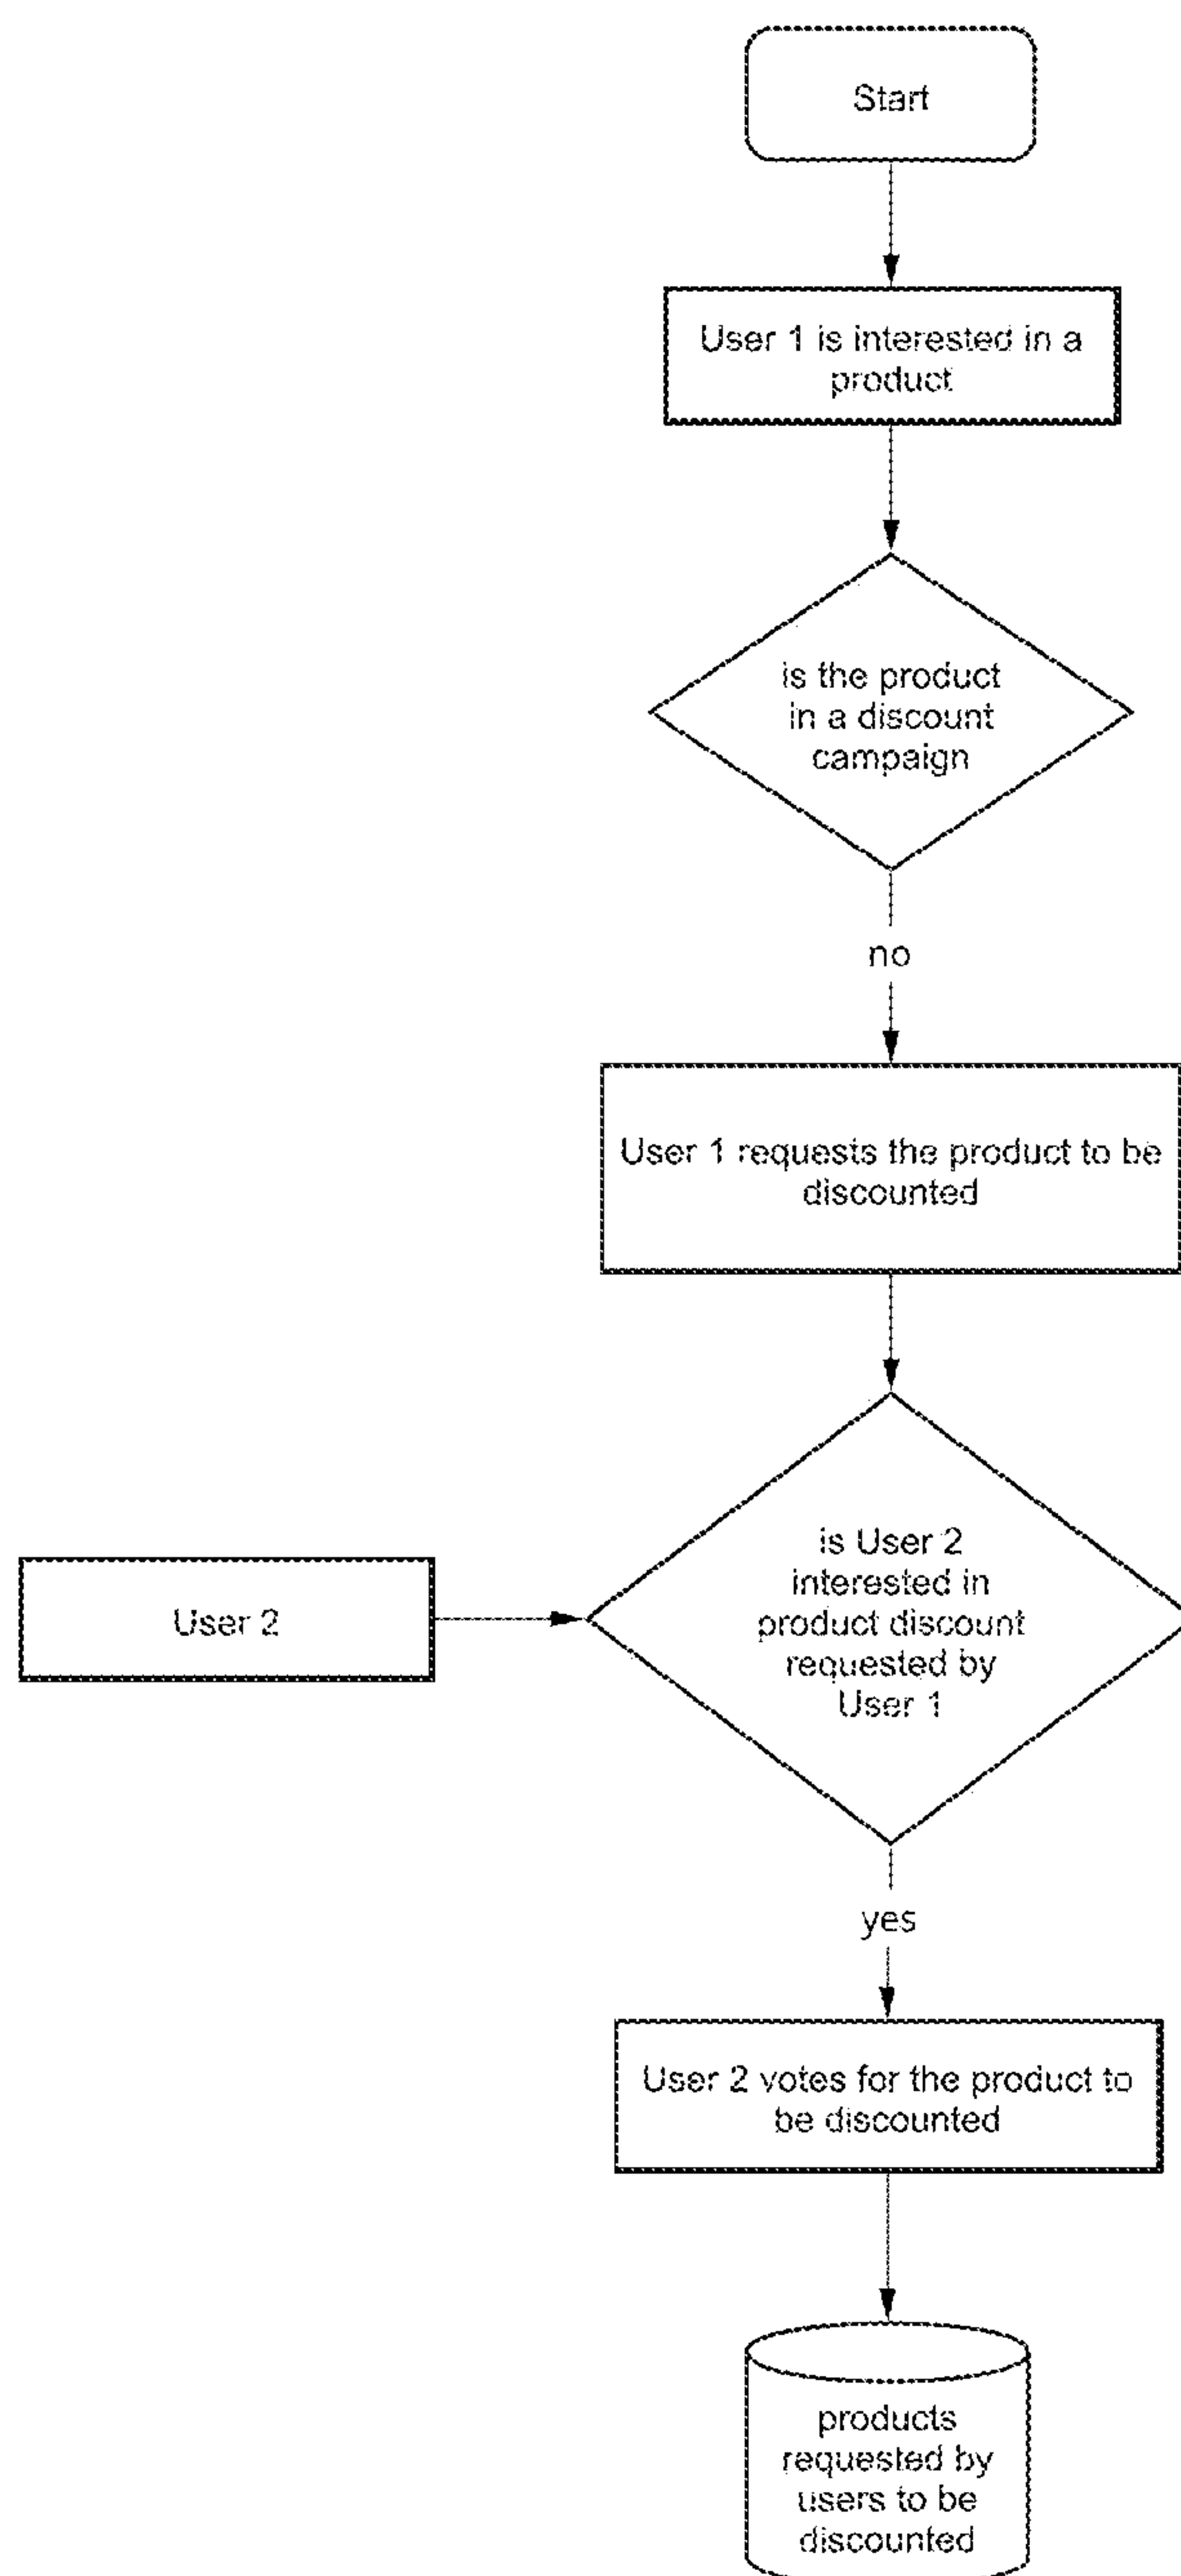 Start
User 1 is interested in a
product
is the product
in a discount
campaign
no
User 1 requests the product to be
discounted
is User 2
interested in
product discount
requested by
User 1
User 2
yes
User 2 votes for the product to
be discounted
products
requested by
users to be
discounted